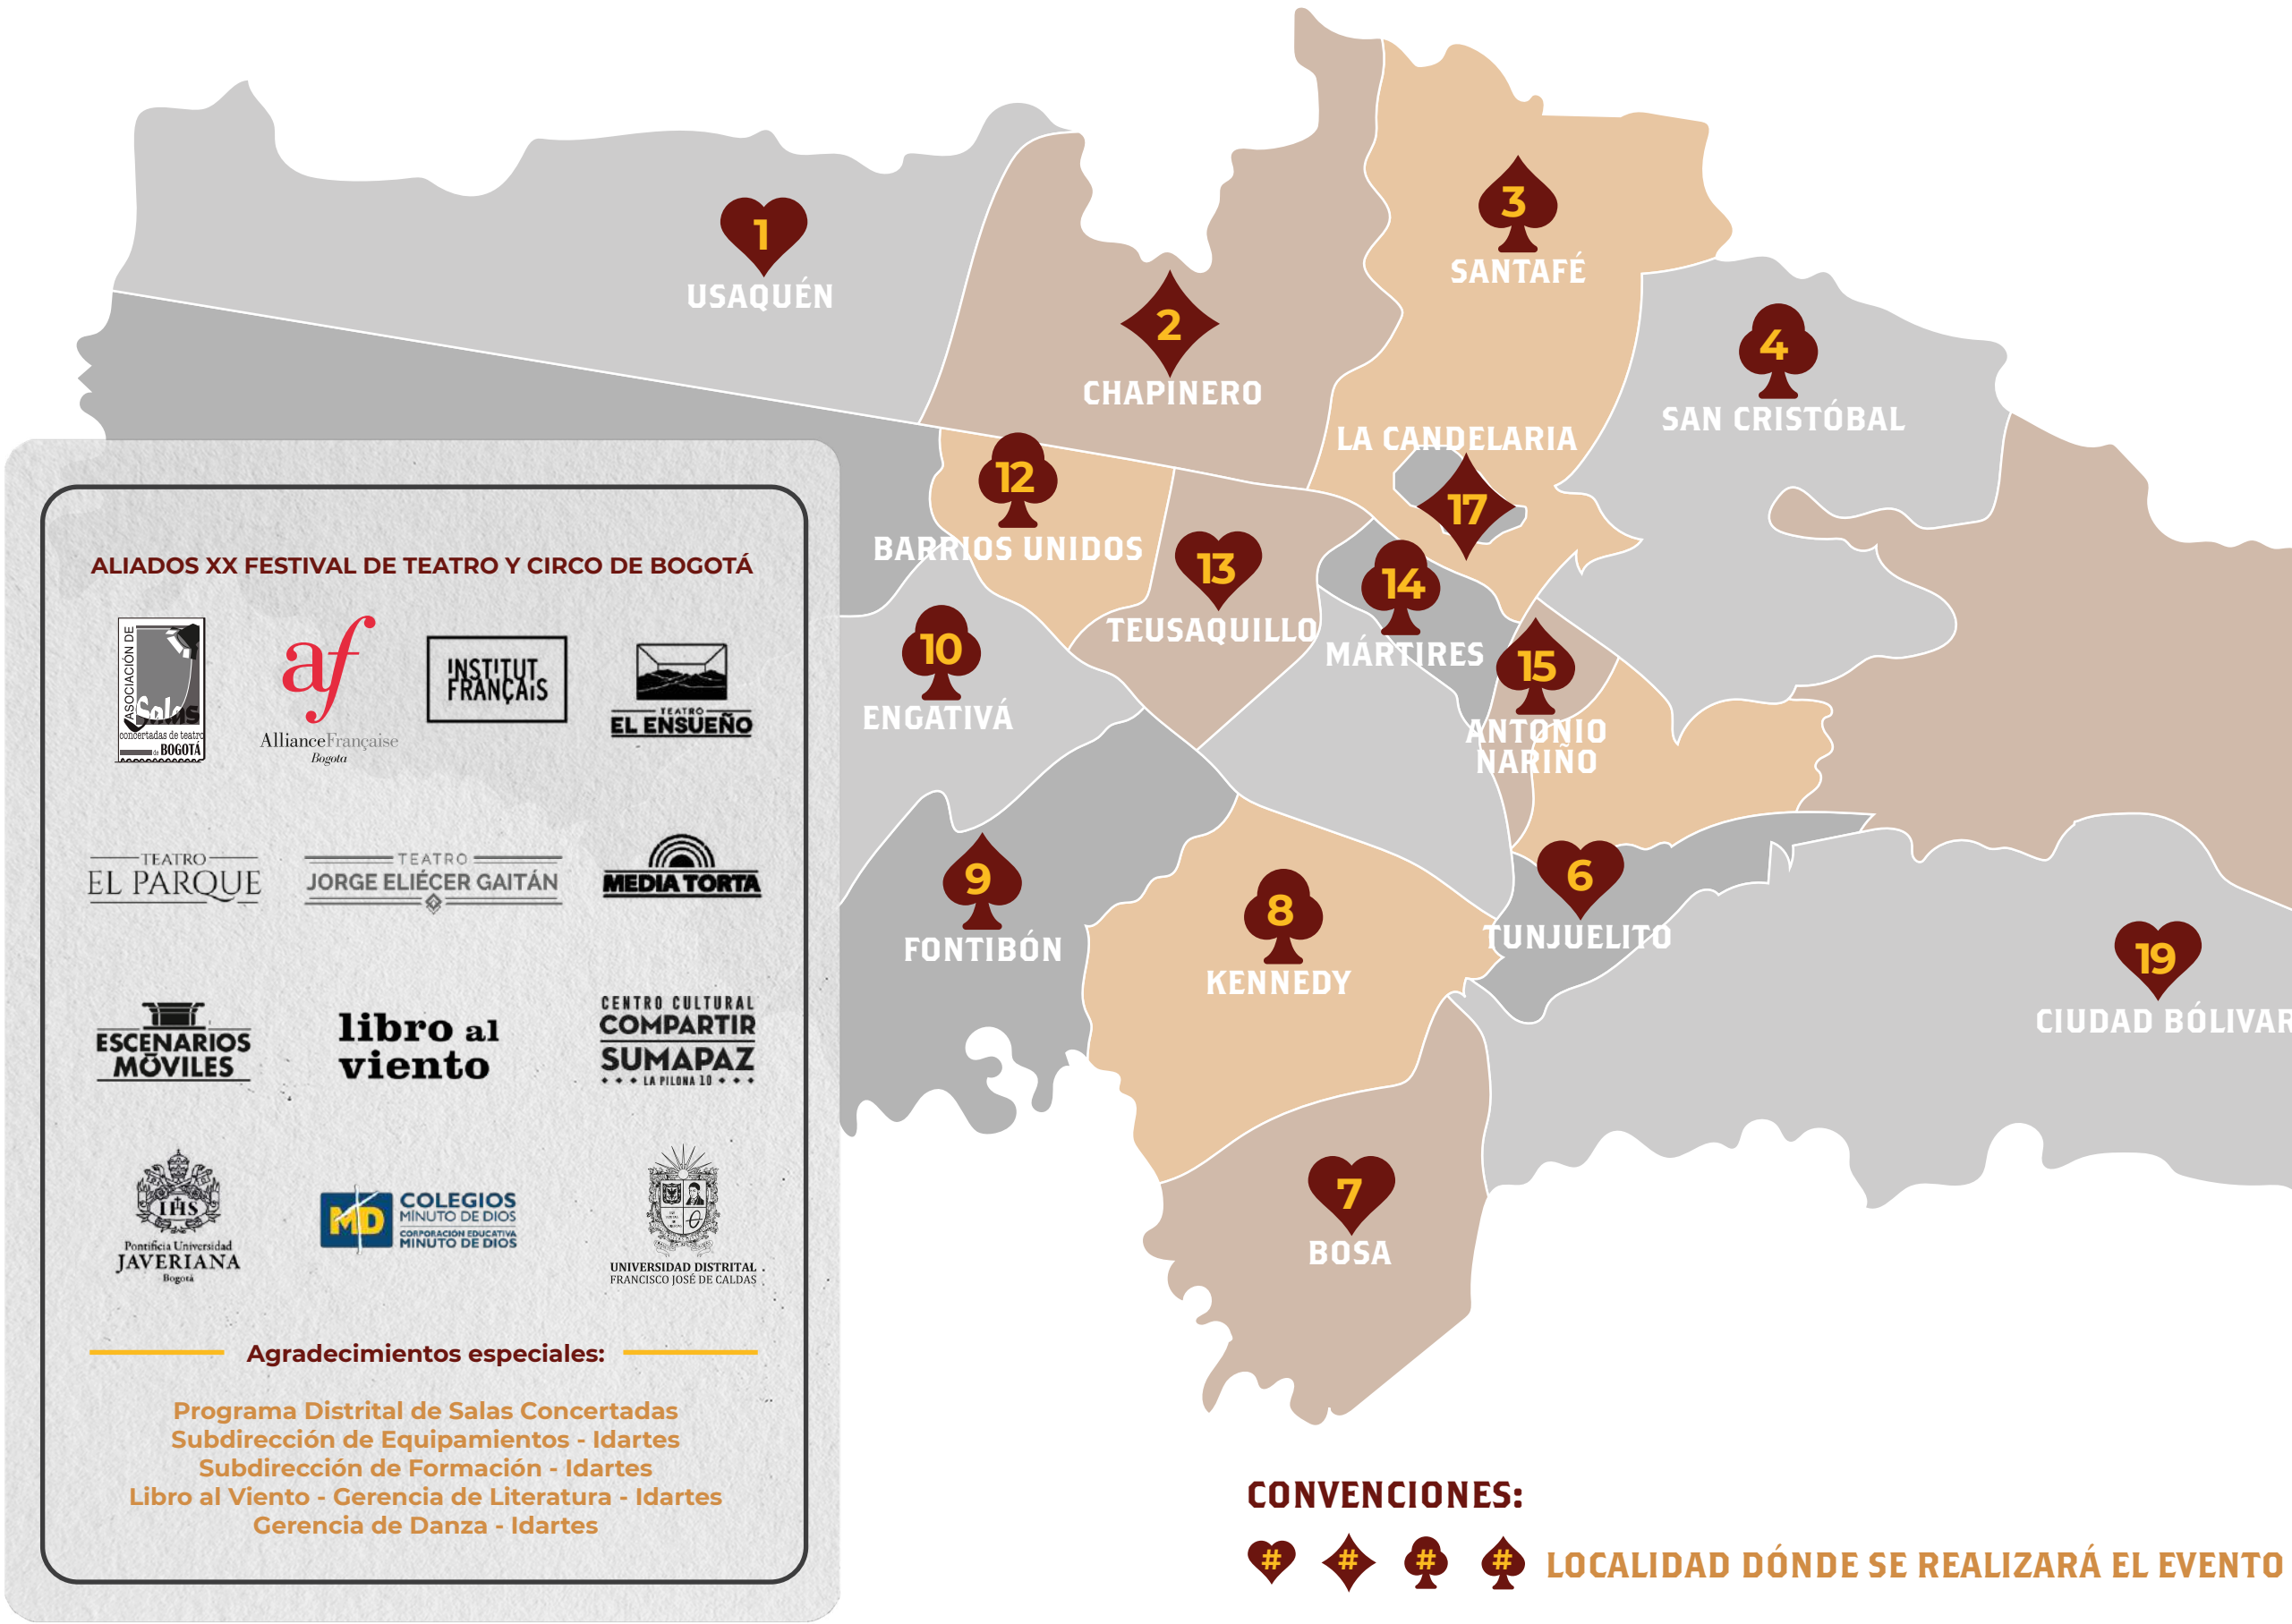 1
USAQUÉN
2
CHAPINERO
3
SANTAFÉ
4
SAN CRISTÓBAL
LA CANDELARIA
17
12
BARRIOS UNIDOS
13
TEUSAQUILLO
14
MÁRTIRES
15
ANTONIO
NARIÑO
10
ENGATIVÁ
9
FONTIBÓN
8
KENNEDY
6
TUNJUELITO
19
CIUDAD BÓLIVAR
7
BOSA
ALIADOS XX FESTIVAL DE TEATRO Y CIRCO DE BOGOTÁ
ASOCIACIÓN DE
Salas
concertadas de teatro
de BOGOTÁ
af
AllianceFrançaise
Bogota
INSTITUT
FRANÇAIS
TEATRO
EL ENSUEÑO
TEATRO
EL PARQUE
TEATRO
JORGE ELIÉCER GAITÁN
MEDIA TORTA
ESCENARIOS
MÓVILES
libro al
viento
CENTRO CULTURAL
COMPARTIR
SUMAPAZ
LA PILONA 10
IHS
Pontificia Universidad
JAVERIANA
Bogotá
MD
COLEGIOS
MINUTO DE DIOS
CORPORACIÓN EDUCATIVA
MINUTO DE DIOS
UNIVERSIDAD DISTRITAL
FRANCISCO JOSÉ DE CALDAS
Agradecimientos especiales:
Programa Distrital de Salas Concertadas
Subdirección de Equipamientos - Idartes
Subdirección de Formación - Idartes
Libro al Viento - Gerencia de Literatura - Idartes
Gerencia de Danza - Idartes
CONVENCIONES:
# # # # LOCALIDAD DÓNDE SE REALIZARÁ EL EVENTO